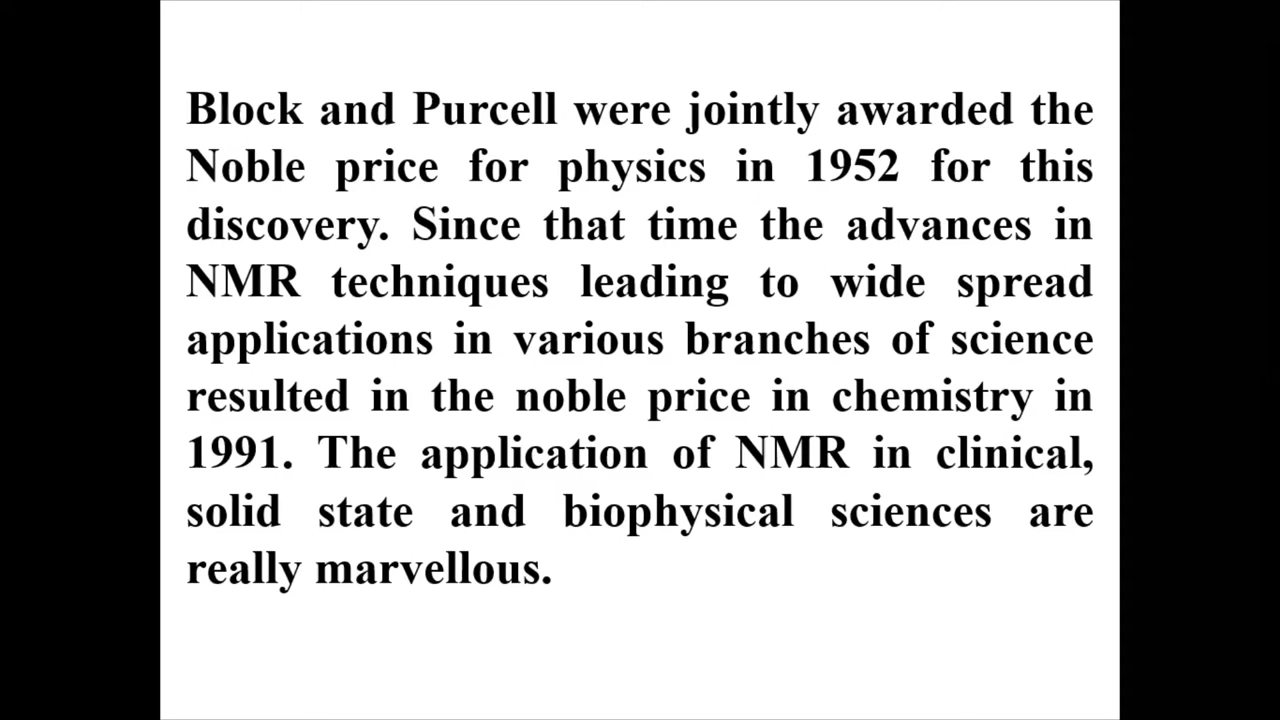 Block and Purcell were jointly awarded the
Noble price for physics in 1952 for this
discovery. Since that time the advances in
NMR techniques leading to wide spread
applications in various branches of science
resulted in the noble price in chemistry in
1991. The application of NMR in clinical,
solid state and biophysical sciences are
really marvellous.